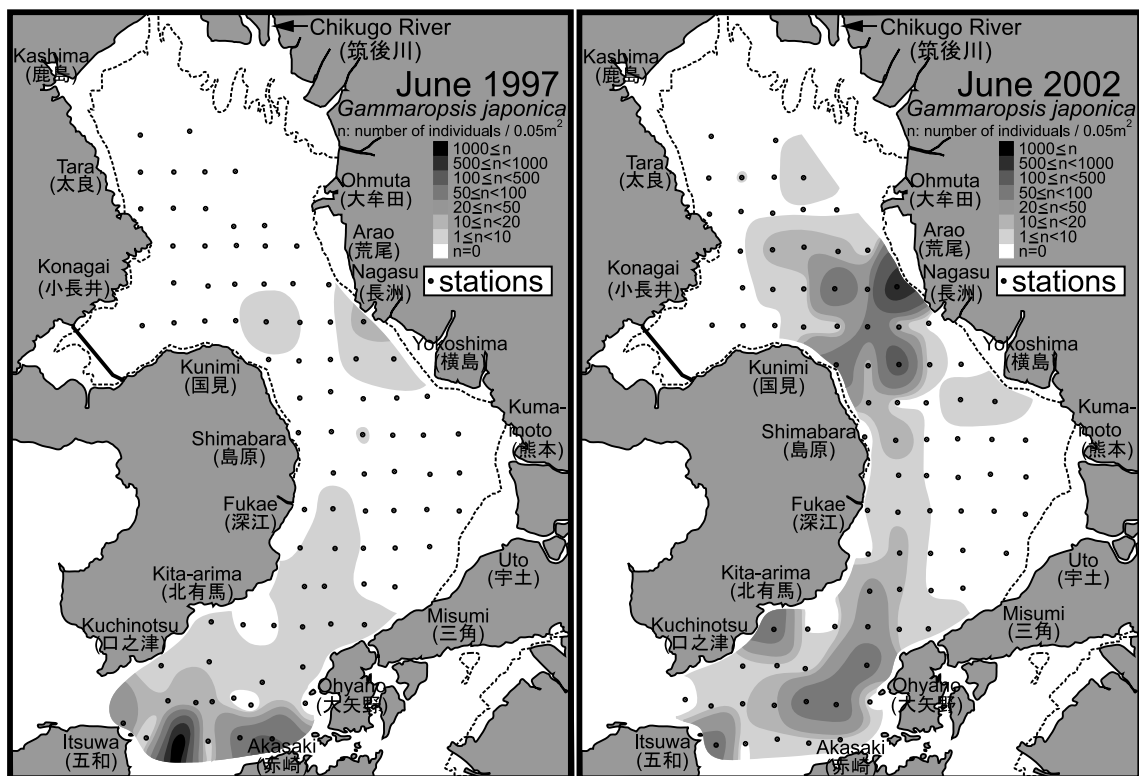 Chikugo River
(筑後川)
Kashima
(鹿島)
June 1997
Gammaropsis japonica
n: number of individuals / 0.05m²
1000≤n
500≤n<1000
100≤n<500
50≤n<100
20≤n<50
10≤n<20
1≤n<10
n=0
Tara
(太良)
Ohmuta
(大牟田)
Arao
(荒尾)
Konagai
(小長井)
Nagasu
(長洲)
stations
Yokoshima
(横島)
Kunimi
(国見)
Kuma-
moto
(熊本)
Shimabara
(島原)
Fukae
(深江)
Uto
(宇土)
Kita-arima
(北有馬)
Misumi
(三角)
Kuchinotsu
口之津)
Ohyano
(大矢野)
Itsuwa
(五和)
Akasaki
(赤崎)
Chikugo River
(筑後川)
Kashima
(鹿島)
June 2002
Gammaropsis japonica
n: number of individuals / 0.05m²
1000≤n
500≤n<1000
100≤n<500
50≤n<100
20≤n<50
10≤n<20
1≤n<10
n=0
Tara
(太良)
Ohmuta
(大牟田)
Arao
(荒尾)
Konagai
(小長井)
Nagasu
(長洲)
stations
Yokoshima
(横島)
Kunimi
(国見)
Kuma-
moto
(熊本)
Shimabara
(島原)
Fukae
(深江)
Uto
(宇土)
Kita-arima
(北有馬)
Misumi
(三角)
Kuchinotsu
口之津)
Ohyano
(大矢野)
Itsuwa
(五和)
Akasaki
(赤崎)